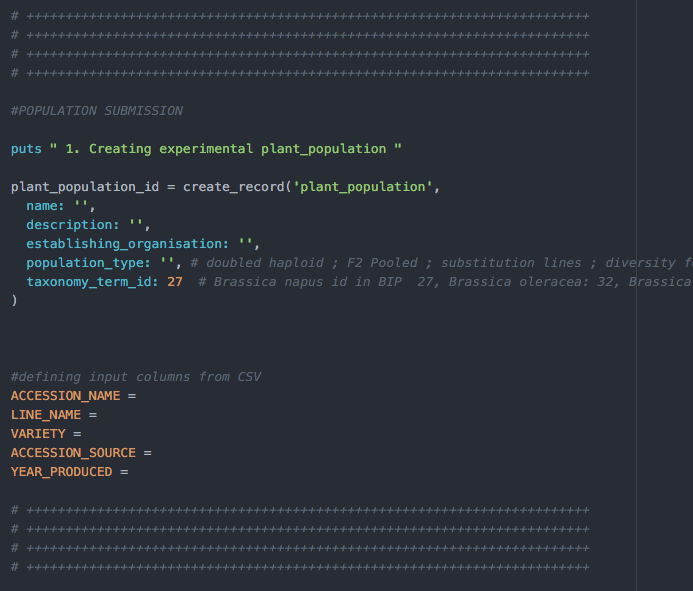 # ++++++++++++++++++++++++++++++++++++++++++++++++++++++++++++++++++++++++
# ++++++++++++++++++++++++++++++++++++++++++++++++++++++++++++++++++++++++
# ++++++++++++++++++++++++++++++++++++++++++++++++++++++++++++++++++++++++
# ++++++++++++++++++++++++++++++++++++++++++++++++++++++++++++++++++++++++
#POPULATION SUBMISSION
puts " 1. Creating experimental plant_population "
plant_population_id = create_record('plant_population',
  name: '',
  description: '',
  establishing_organisation: '',
  population_type: '', # doubled haploid ; F2 Pooled ; substitution lines ; diversity fo
  taxonomy_term_id: 27  # Brassica napus id in BIP  27, Brassica oleracea: 32, Brassica
)
#defining input columns from CSV
ACCESSION_NAME =
LINE_NAME =
VARIETY =
ACCESSION_SOURCE =
YEAR_PRODUCED =
# ++++++++++++++++++++++++++++++++++++++++++++++++++++++++++++++++++++++++
# ++++++++++++++++++++++++++++++++++++++++++++++++++++++++++++++++++++++++
# ++++++++++++++++++++++++++++++++++++++++++++++++++++++++++++++++++++++++
# ++++++++++++++++++++++++++++++++++++++++++++++++++++++++++++++++++++++++